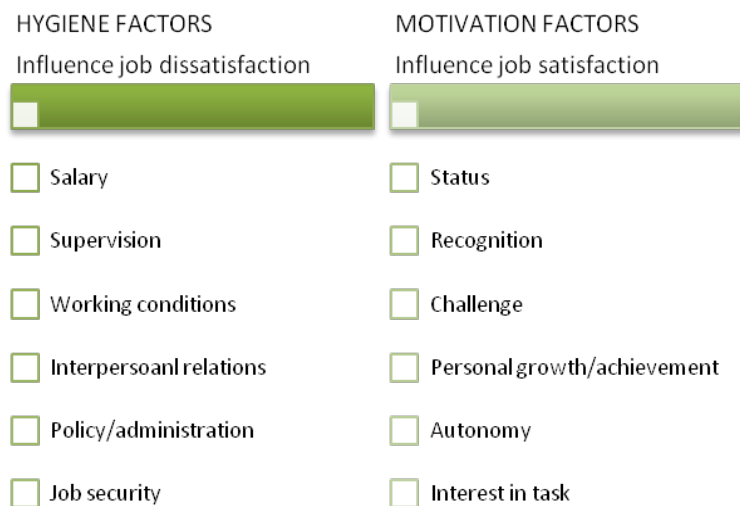 HYGIENE FACTORS
Influence job dissatisfaction
Salary
Supervision
Working conditions
Interpersoanl relations
Policy/administration
Job security
MOTIVATION FACTORS
Influence job satisfaction
Status
Recognition
Challenge
Personal growth/achievement
Autonomy
Interest in task